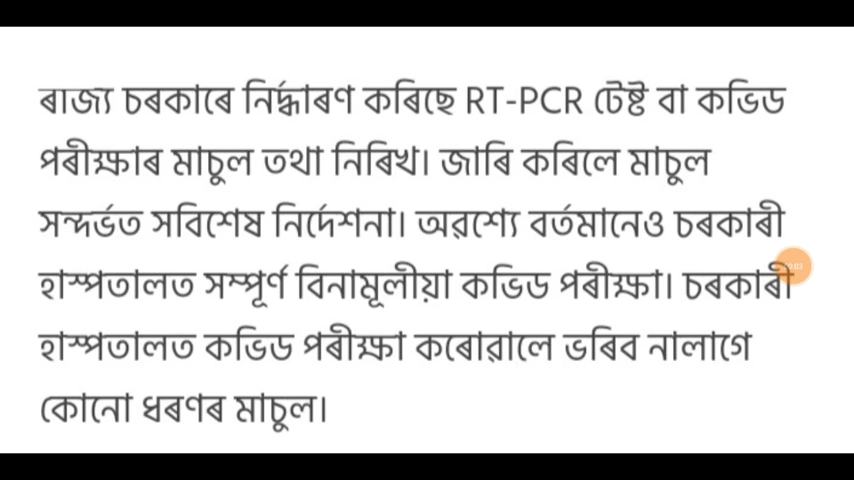 ৰাজ্য চৰকাৰে নিৰ্দ্ধাৰণ কৰিছে RT-PCR টেষ্ট বা কভিড
পৰীক্ষাৰ মাচুল তথা নিৰিখ। জাৰি কৰিলে মাচুল
সন্দৰ্ভত সবিশেষ নিৰ্দেশনা। অৱশ্যে বৰ্তমানেও চৰকাৰী
হাস্পতালত সম্পূৰ্ণ বিনামূলীয়া কভিড পৰীক্ষা। চৰকাৰী
হাস্পতালত কভিড পৰীক্ষা কৰোৱালে ভৰিব নালাগে
কোনো ধৰণৰ মাচুল।